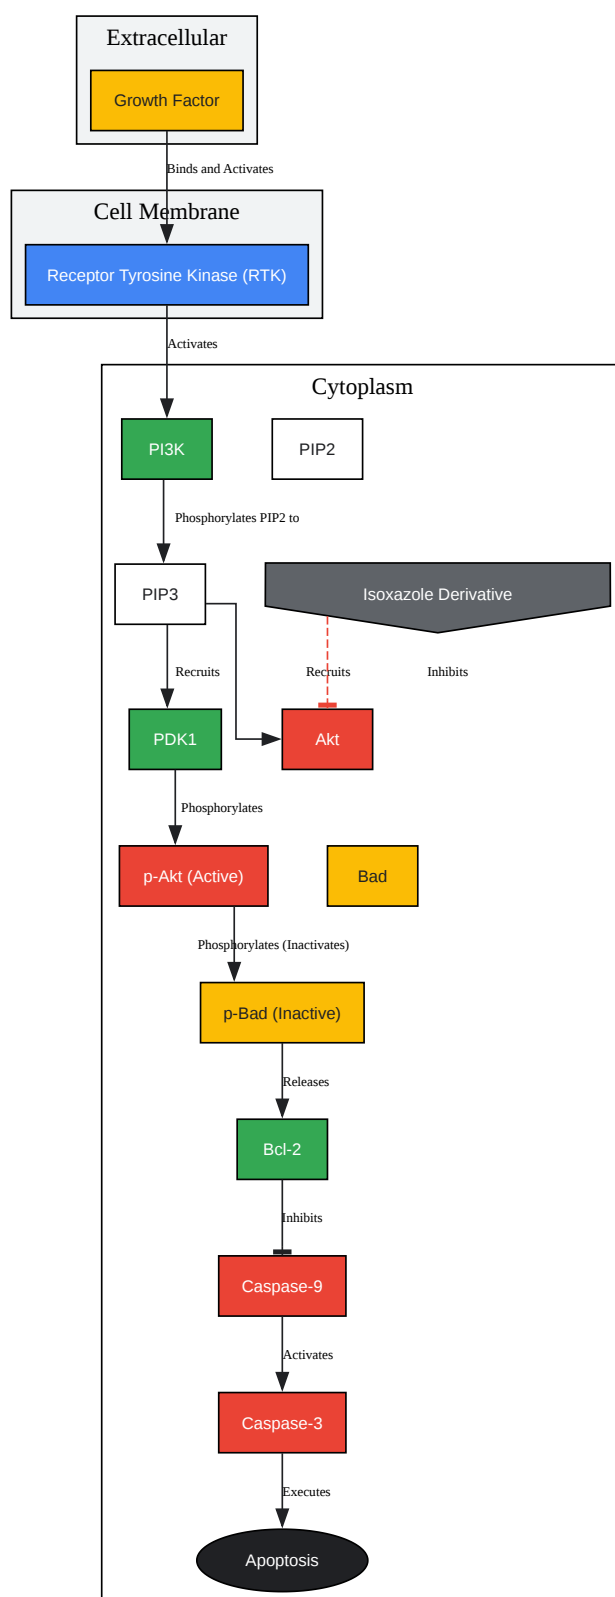 Extracellular
Growth Factor
Binds and Activates
Cell Membrane
Receptor Tyrosine Kinase (RTK)
Activates
Cytoplasm
PI3K
PIP2
Phosphorylates PIP2 to
PIP3
Isoxazole Derivative
Recruits
Recruits
Inhibits
PDK1
Akt
Phosphorylates
p-Akt (Active)
Bad
Phosphorylates (Inactivates)
p-Bad (Inactive)
Releases
Bcl-2
Inhibits
Caspase-9
Activates
Caspase-3
Executes
Apoptosis